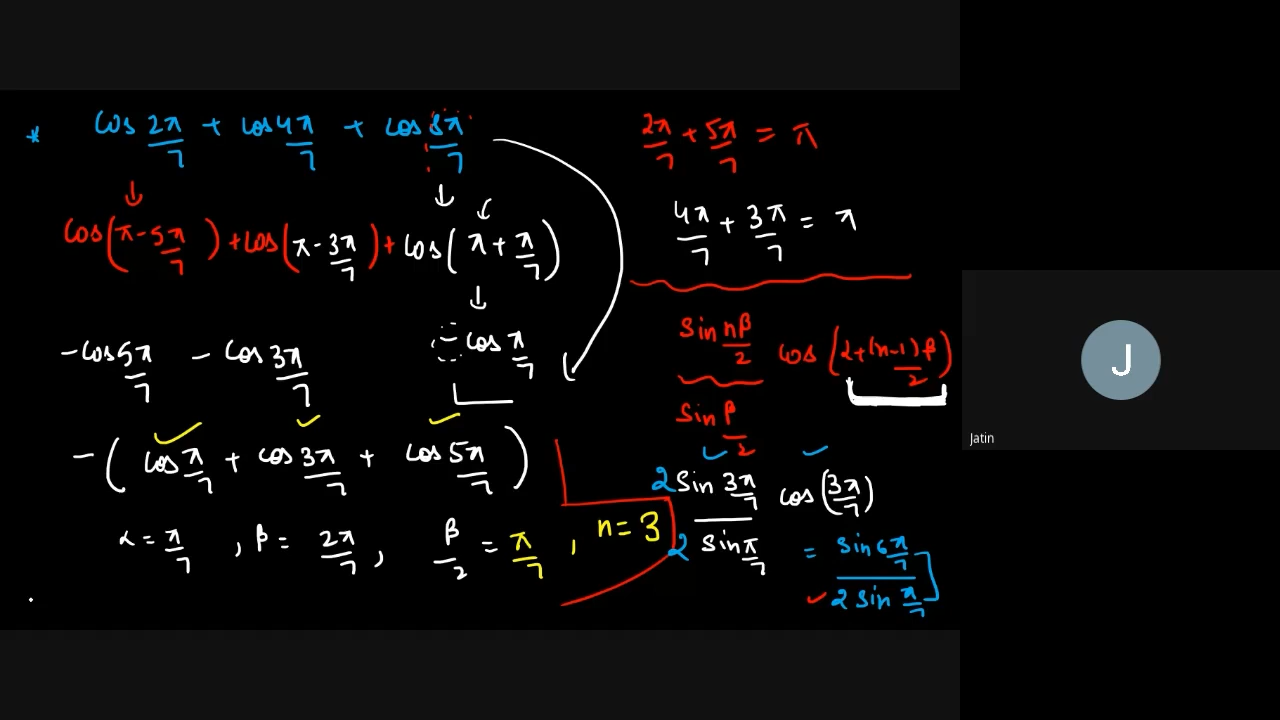 * cos 2π/7 + cos 4π/7 + cos 8π/7
↓ ↓
cos(π - 5π/7) + cos(π - 3π/7) + cos(π + π/7)
↓
- cos 5π/7 - cos 3π/7 - cos π/7
- (cos π/7 + cos 3π/7 + cos 5π/7)
α = π/7 , β = 2π/7 , β/2 = π/7 , n = 3
2π/7 + 5π/7 = π
4π/7 + 3π/7 = π
sin nβ/2 / sin β/2 cos (2 + (n-1)β/2)
2 sin 3π/7 cos (3π/7) / 2 sin π/7
= sin 6π/7 / 2 sin π/7
J
Jatin